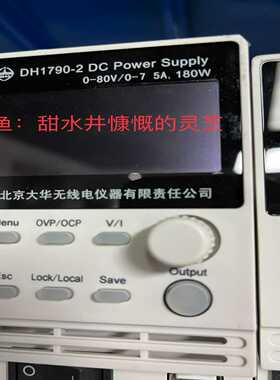 DH1790-2 DC Power Supply
0-80V/0-7 5A, 180W
鱼: 甜水井慷慨的灵芝
北京大华无线电仪器有限责任公司
Menu
OVP/OCP
V/I
Esc
Lock/Local
Save
Output